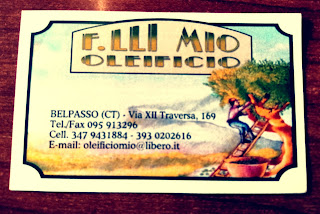 F.LLI MIO
OLEIFICIO
BELPASSO (CT) - Via XII Traversa, 169
Tel./Fax 095 913296
Cell. 347 9431884 - 393 0202616
E-mail: oleificiomio@libero.it